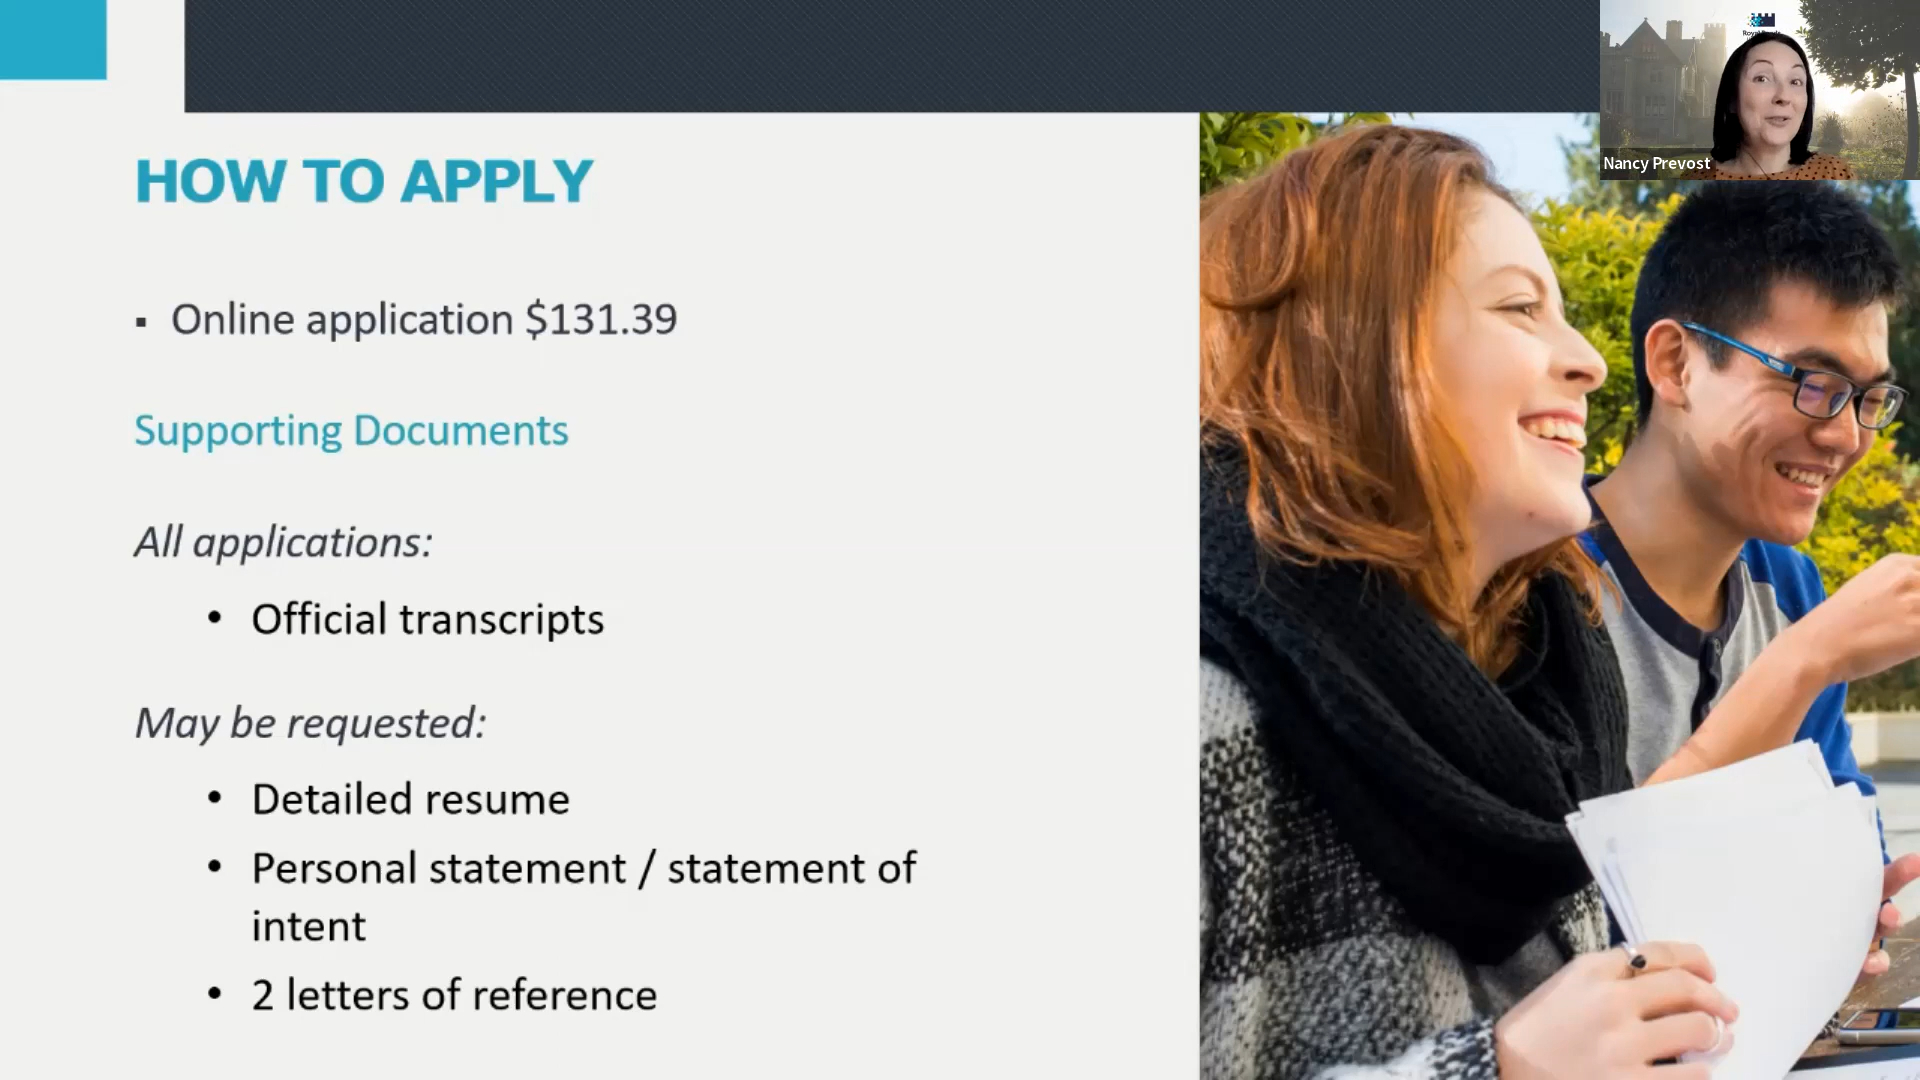 HOW TO APPLY
▪ Online application $131.39
Supporting Documents
All applications:
• Official transcripts
May be requested:
• Detailed resume
• Personal statement / statement of
intent
• 2 letters of reference
Nancy Prevost